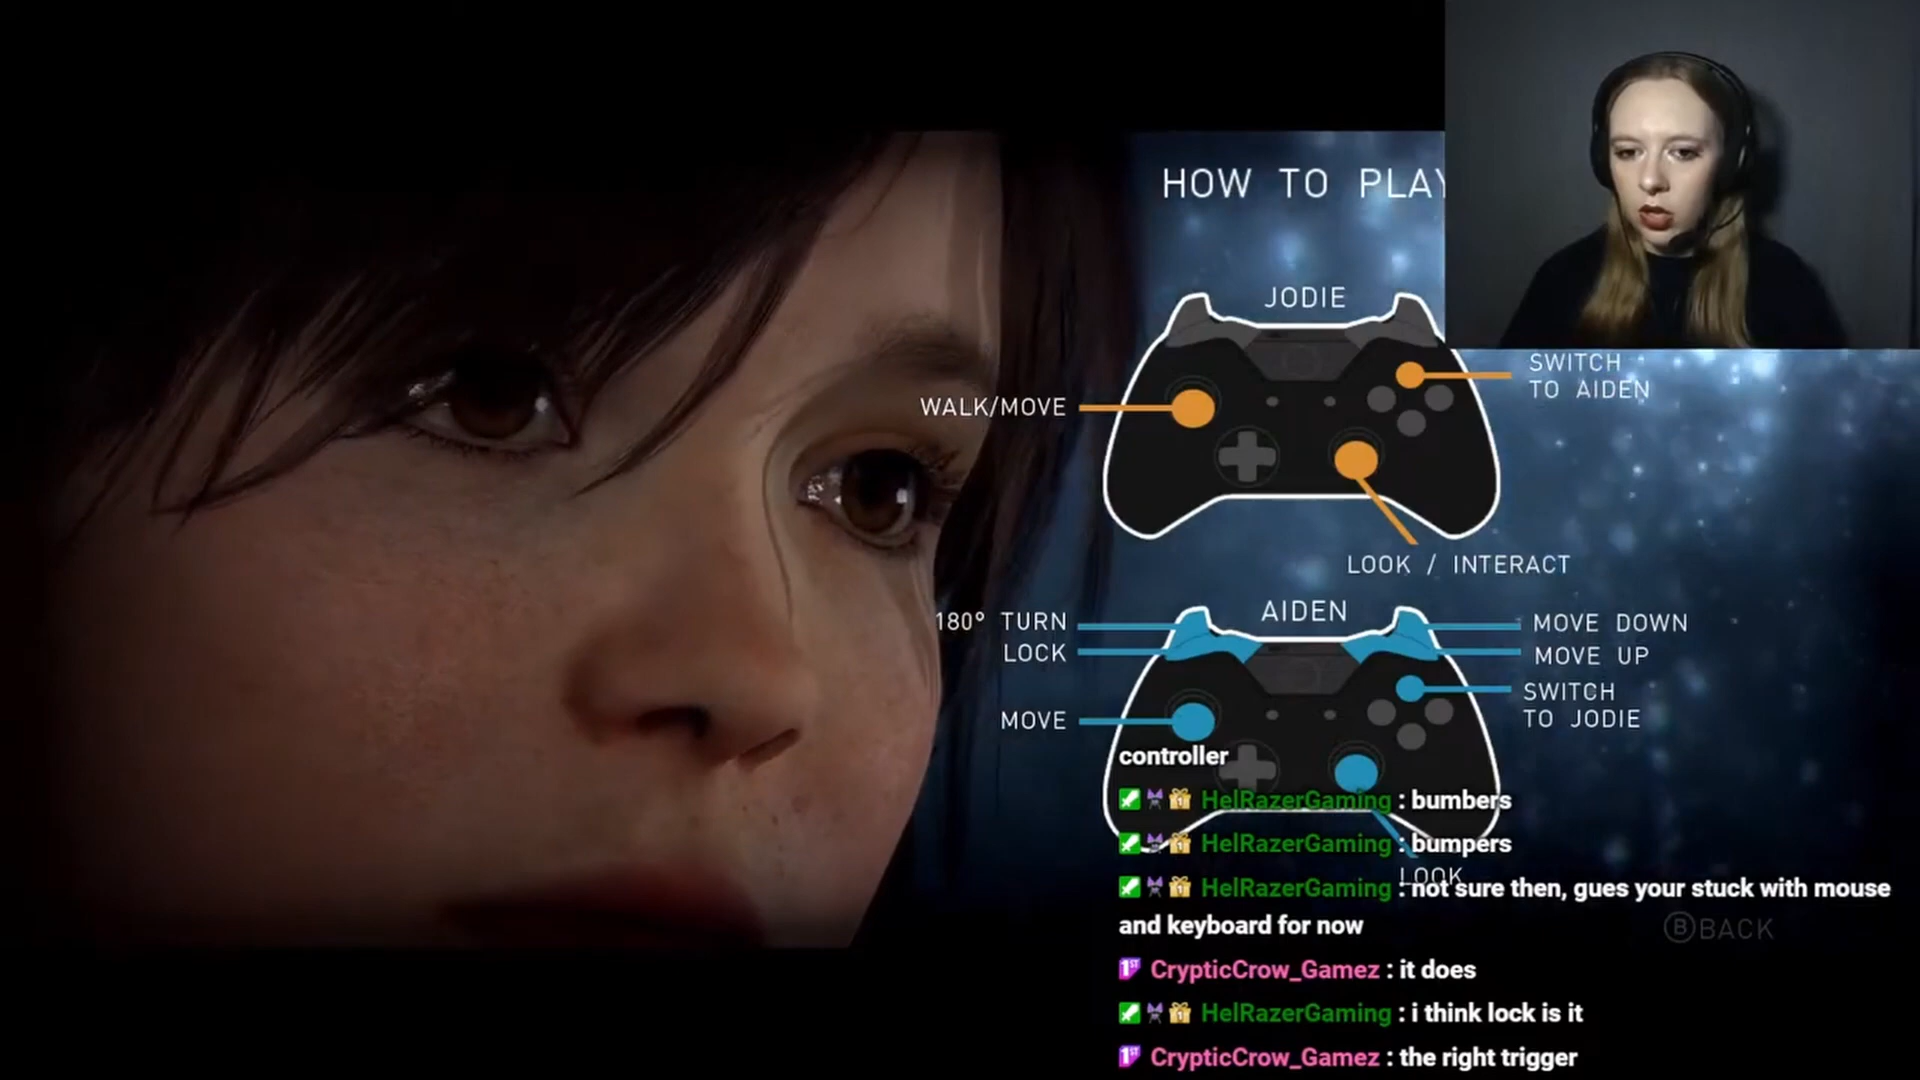 HOW TO PLAY
JODIE
SWITCH
TO AIDEN
WALK/MOVE
LOOK / INTERACT
AIDEN
180° TURN
LOCK
MOVE
MOVE DOWN
MOVE UP
SWITCH
TO JODIE
LOOK
B BACK
controller
HelRazerGaming : bumbers
HelRazerGaming : bumpers
HelRazerGaming : not sure then, gues your stuck with mouse
and keyboard for now
1ST CrypticCrow_Gamez : it does
HelRazerGaming : i think lock is it
1ST CrypticCrow_Gamez : the right trigger